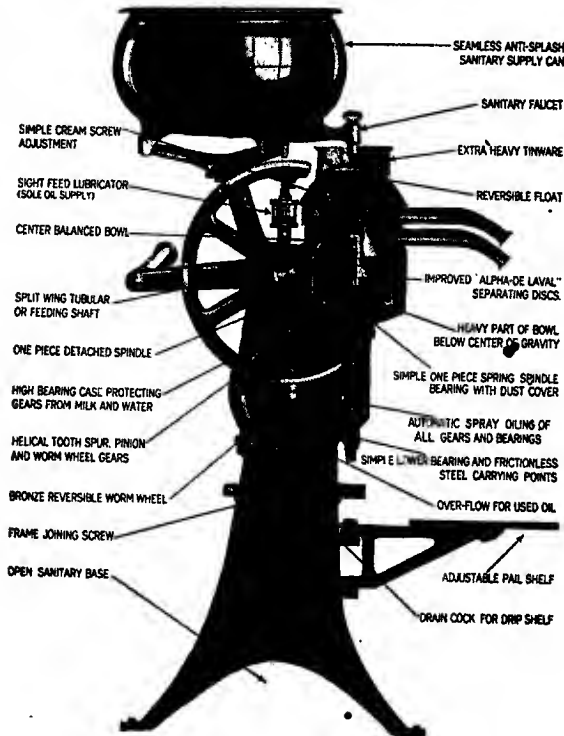 SEAMLESS ANTI-SPLASH
SANITARY SUPPLY CAN
SANITARY FAUCET
SIMPLE CREAM SCREW
ADJUSTMENT
EXTRA HEAVY TINWARE
SIGHT FEED LUBRICATOR
(SOLE OIL SUPPLY)
REVERSIBLE FLOAT
CENTER BALANCED BOWL
IMPROVED "ALPHA-DE LAVAL"
SEPARATING DISCS.
SPLIT WING TUBULAR
OR FEEDING SHAFT
HEAVY PART OF BOWL
BELOW CENTER OF GRAVITY
ONE PIECE DETACHED SPINDLE
SIMPLE ONE PIECE SPRING SPINDLE
BEARING WITH DUST COVER
HIGH BEARING CASE PROTECTING
GEARS FROM MILK AND WATER
AUTOMATIC SPRAY OILING OF
ALL GEARS AND BEARINGS
HELICAL TOOTH SPUR, PINION
AND WORM WHEEL GEARS
SIMPLE LOWER BEARING AND FRICTIONLESS
STEEL CARRYING POINTS
BRONZE REVERSIBLE WORM WHEEL
OVER-FLOW FOR USED OIL
FRAME JOINING SCREW
OPEN SANITARY BASE
ADJUSTABLE PAIL SHELF
DRAIN COCK FOR DRIP SHELF